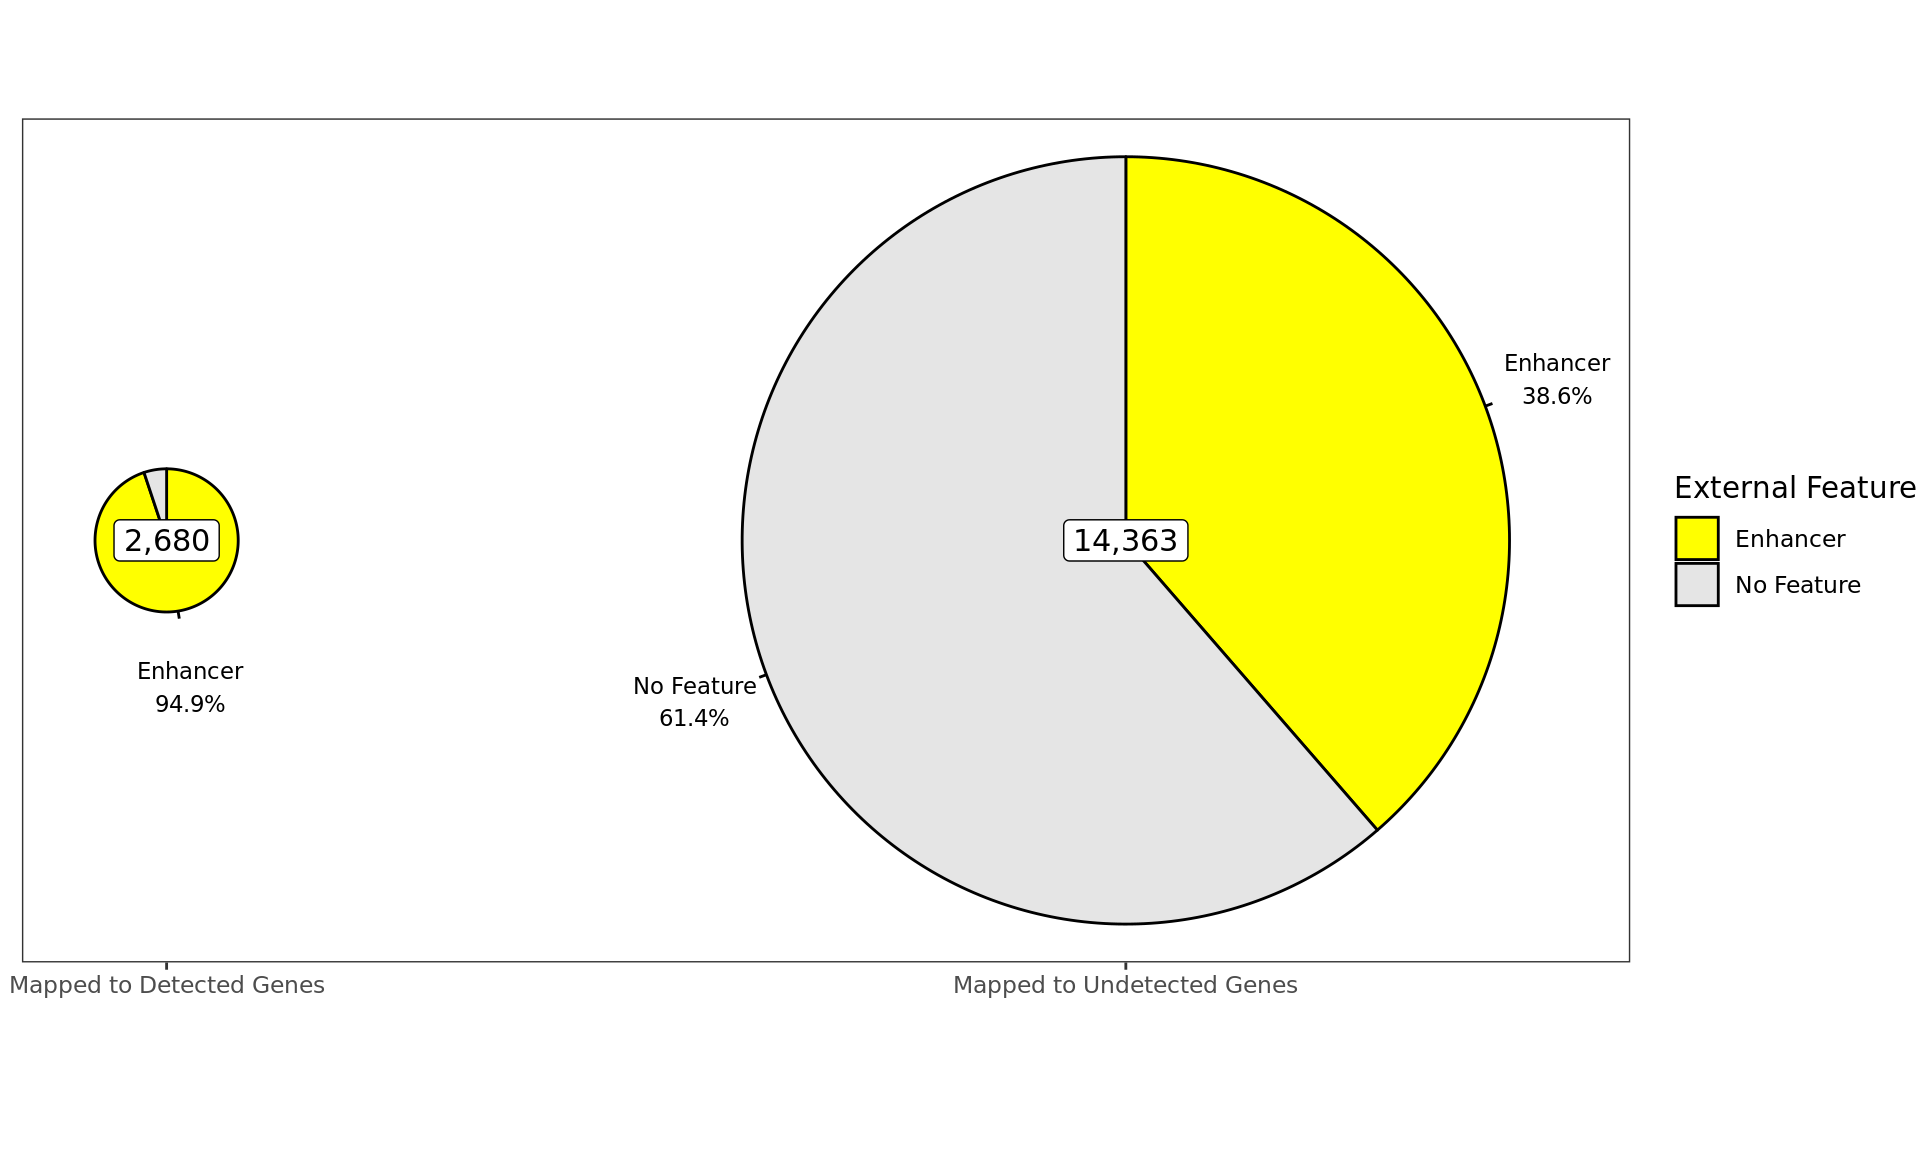 2,680
Enhancer
94.9%
14,363
Enhancer
38.6%
No Feature
61.4%
Mapped to Detected Genes
Mapped to Undetected Genes
External Feature
Enhancer
No Feature